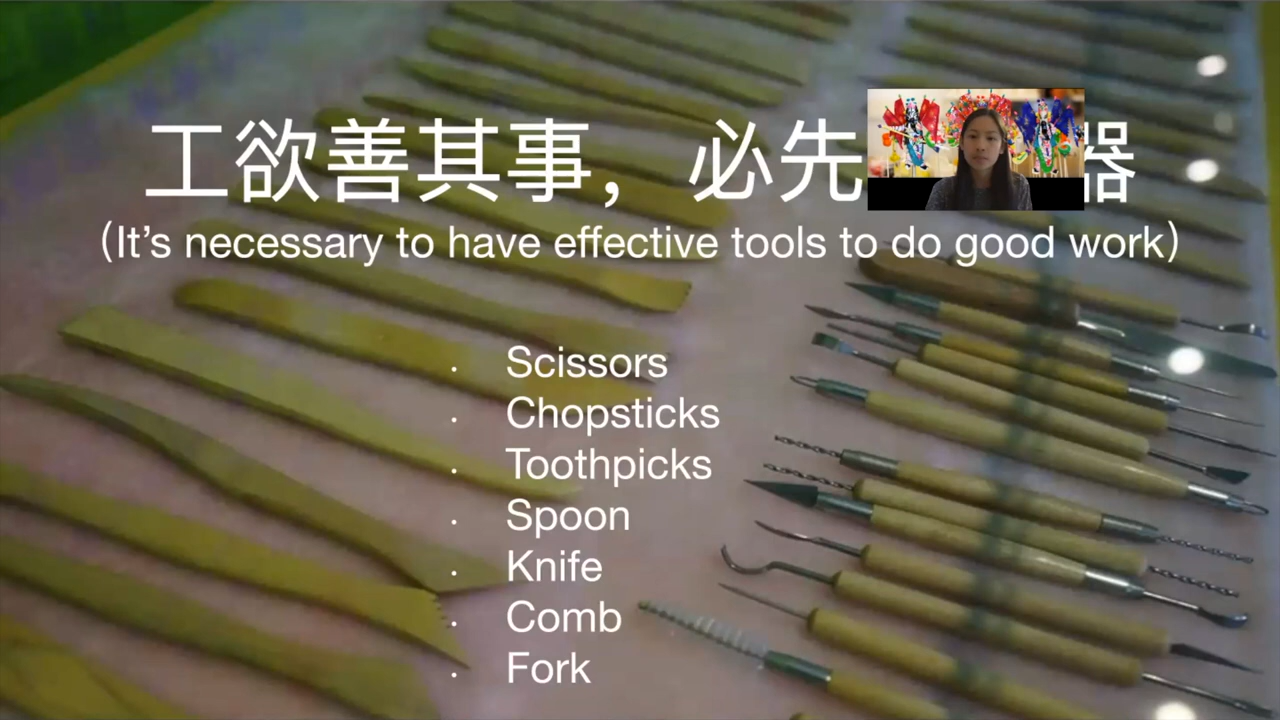 工欲善其事，必先 器
(It’s necessary to have effective tools to do good work)
· Scissors
· Chopsticks
· Toothpicks
· Spoon
· Knife
· Comb
· Fork